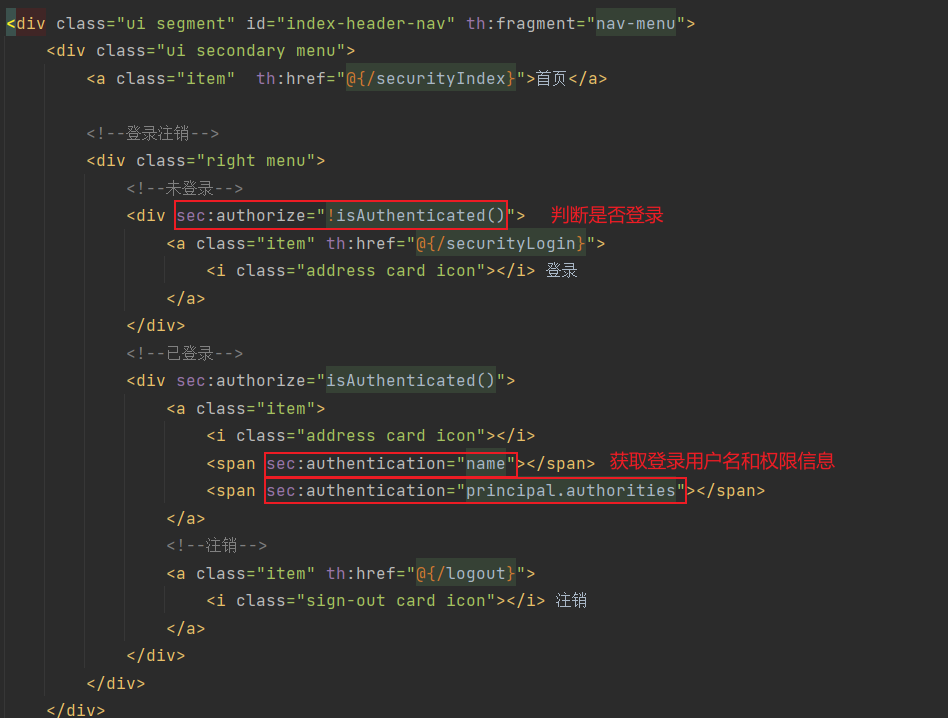 <div class="ui segment" id="index-header-nav" th:fragment="nav-menu">
<div class="ui secondary menu">
<a class="item"  th:href="@{/securityIndex}">首页</a>
<!--登录注销-->
<div class="right menu">
<!--未登录-->
<div sec:authorize="!isAuthenticated()"> 判断是否登录
<a class="item" th:href="@{/securityLogin}">
<i class="address card icon"></i> 登录
</a>
</div>
<!--已登录-->
<div sec:authorize="isAuthenticated()">
<a class="item">
<i class="address card icon"></i>
<span sec:authentication="name"></span> 获取登录用户名和权限信息
<span sec:authentication="principal.authorities"></span>
</a>
<!--注销-->
<a class="item" th:href="@{/logout}">
<i class="sign-out card icon"></i> 注销
</a>
</div>
</div>
</div>